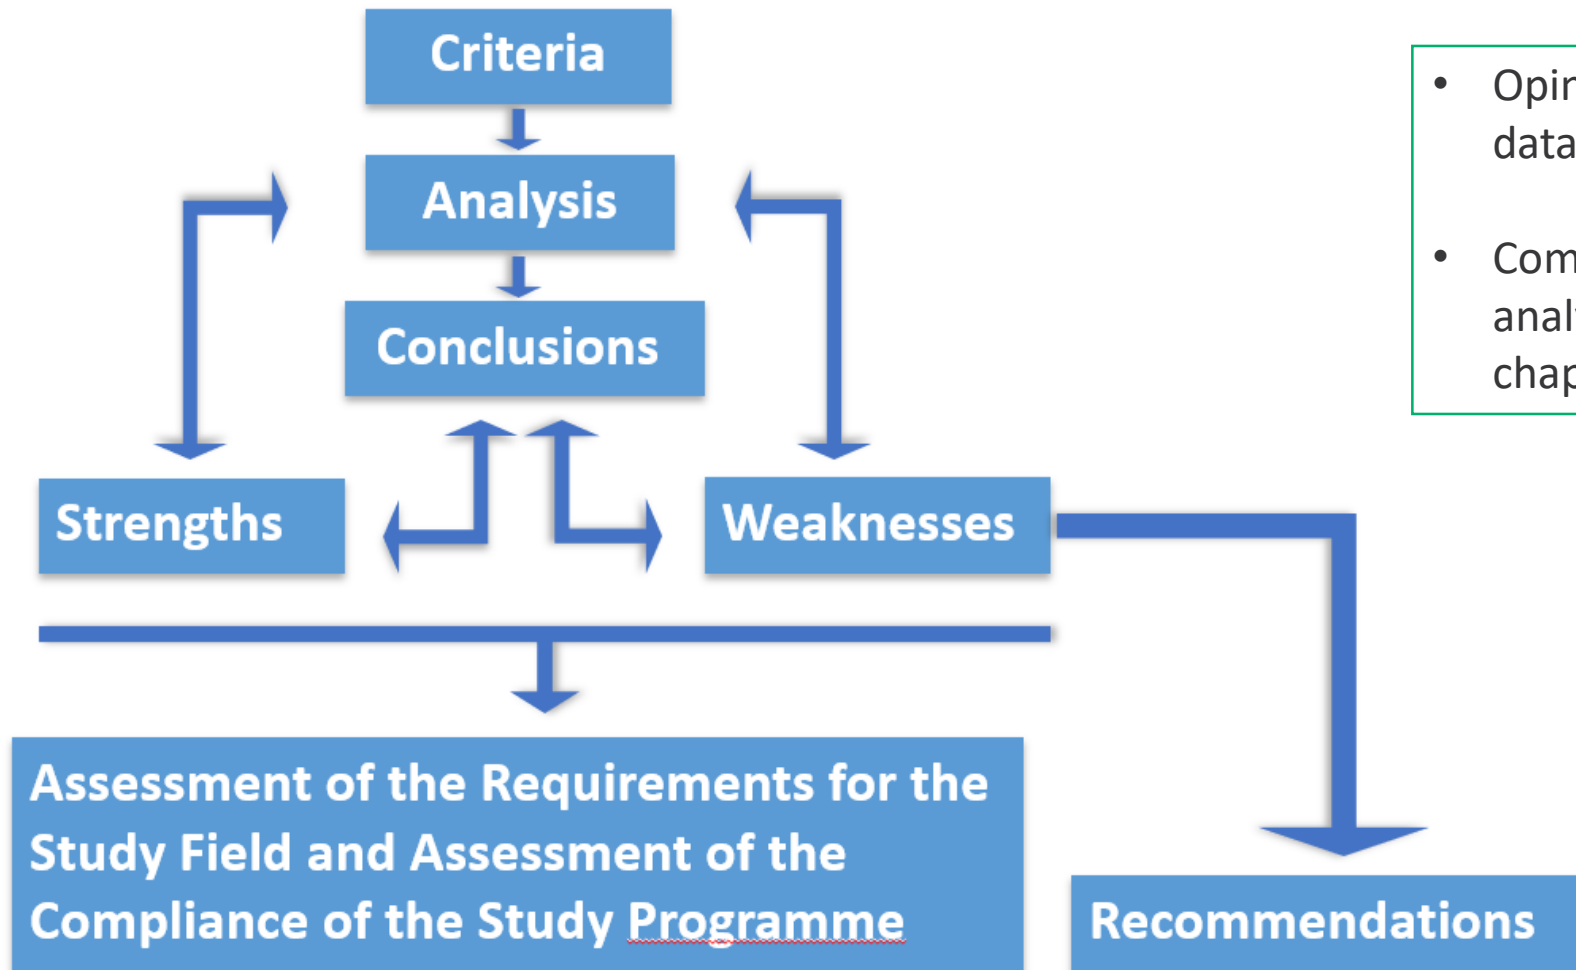 Criteria
Analysis
Conclusions
Strengths
Weaknesses
Assessment of the Requirements for the
Study Field and Assessment of the
Compliance of the Study Programme
Recommendations
•
data
•